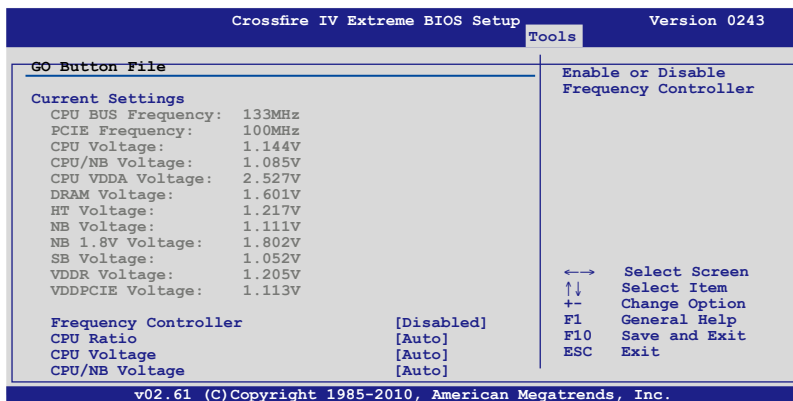 Crossfire IV Extreme BIOS Setup Version 0243
Tools
GO Button File
Current Settings
CPU BUS Frequency: 133MHz
PCIE Frequency: 100MHz
CPU Voltage: 1.144V
CPU/NB Voltage: 1.085V
CPU VDDA Voltage: 2.527V
DRAM Voltage: 1.601V
HT Voltage: 1.217V
NB Voltage: 1.111V
NB 1.8V Voltage: 1.802V
SB Voltage: 1.052V
VDDR Voltage: 1.205V
VDDPCIE Voltage: 1.113V
Frequency Controller [Disabled]
CPU Ratio [Auto]
CPU Voltage [Auto]
CPU/NB Voltage [Auto]
Enable or Disable
Frequency Controller
←→ Select Screen
↑↓ Select Item
+- Change Option
F1 General Help
F10 Save and Exit
ESC Exit
v02.61 (C)Copyright 1985-2010, American Megatrends, Inc.